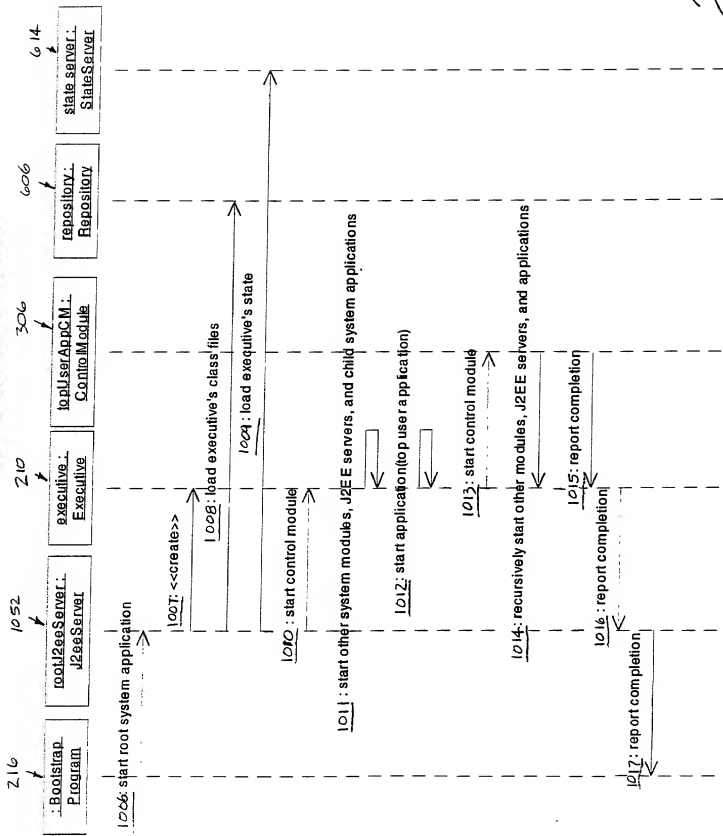 216
: Bootstrap
Program
1052
rootJ2eeServer :
J2eeServer
210
executive :
Executive
306
topUserAppCM :
ControlModule
606
repository :
Repository
614
state server :
StateServer
1006: start root system application
1007: <<create>>
1008: load executive's class files
1009: load executive's state
1010: start control module
1011: start other system modules, J2EE servers, and child system applications
1012: start application(top user application)
1013: start control module
1014: recursively start other modules, J2EE servers, and applications
1015: report completion
1016: report completion
1017: report completion